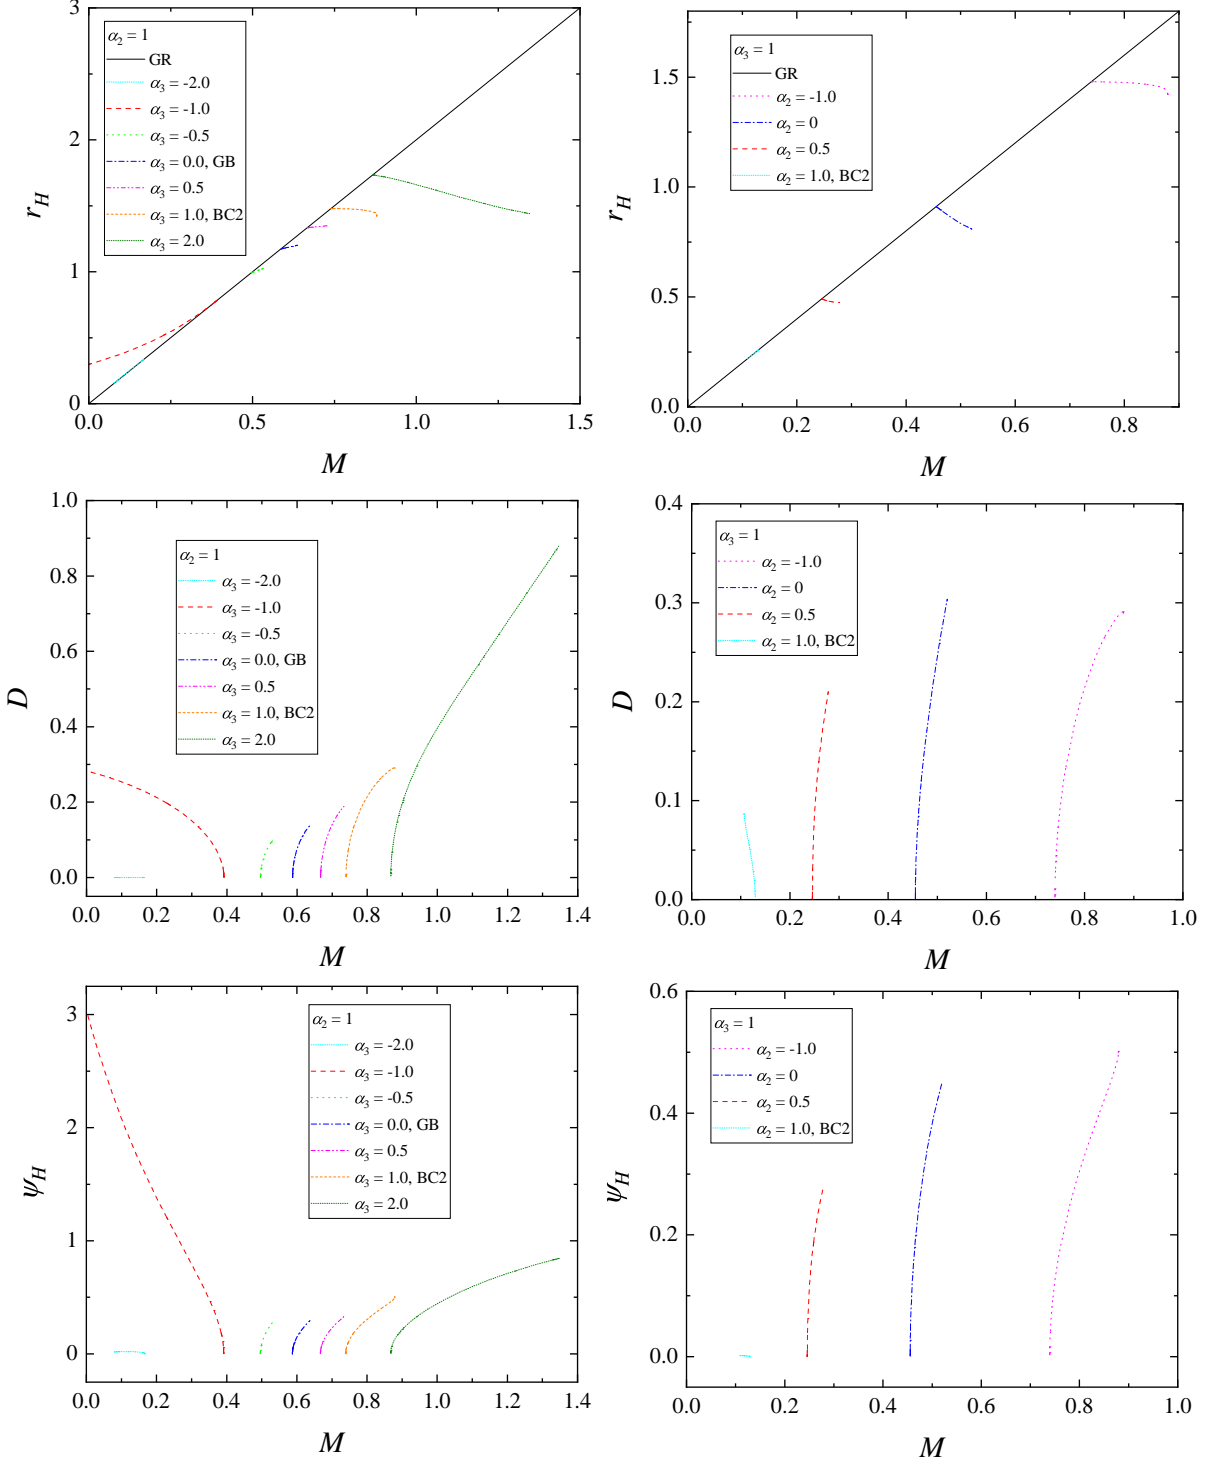 3
2
1
0
r_H
α₂ = 1
GR
α₃ = -2.0
α₃ = -1.0
α₃ = -0.5
α₃ = 0.0, GB
α₃ = 0.5
α₃ = 1.0, BC2
α₃ = 2.0
0.0 0.5 1.0 1.5
M
1.5
1.0
0.5
0.0
r_H
α₃ = 1
GR
α₂ = -1.0
α₂ = 0
α₂ = 0.5
α₂ = 1.0, BC2
0.0 0.2 0.4 0.6 0.8
M
1.0
0.8
0.6
0.4
0.2
0.0
D
α₂ = 1
α₃ = -2.0
α₃ = -1.0
α₃ = -0.5
α₃ = 0.0, GB
α₃ = 0.5
α₃ = 1.0, BC2
α₃ = 2.0
0.0 0.2 0.4 0.6 0.8 1.0 1.2 1.4
M
0.4
0.3
0.2
0.1
0.0
D
α₃ = 1
α₂ = -1.0
α₂ = 0
α₂ = 0.5
α₂ = 1.0, BC2
0.0 0.2 0.4 0.6 0.8 1.0
M
3
2
1
0
ψ_H
α₂ = 1
α₃ = -2.0
α₃ = -1.0
α₃ = -0.5
α₃ = 0.0, GB
α₃ = 0.5
α₃ = 1.0, BC2
α₃ = 2.0
0.0 0.2 0.4 0.6 0.8 1.0 1.2 1.4
M
0.6
0.4
0.2
0.0
ψ_H
α₃ = 1
α₂ = -1.0
α₂ = 0
α₂ = 0.5
α₂ = 1.0, BC2
0.0 0.2 0.4 0.6 0.8 1.0
M